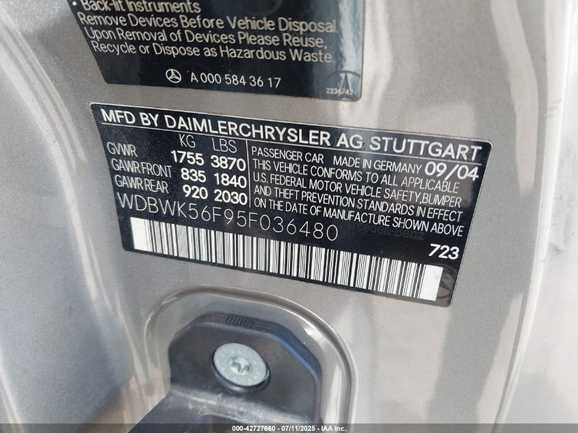 Back-lit Instruments
Remove Devices Before Vehicle Disposal
Upon Removal of Devices Please Reuse,
Recycle or Dispose as Hazardous Waste.
A 000 584 36 17
MFD BY DAIMLERCHRYSLER AG STUTTGART
KG LBS
GVWR 1755 3870
GAWR FRONT 835 1840
GAWR REAR 920 2030
PASSENGER CAR MADE IN GERMANY 09/04
THIS VEHICLE CONFORMS TO ALL APPLICABLE
U.S. FEDERAL MOTOR VEHICLE SAFETY, BUMPER
AND THEFT PREVENTION STANDARDS IN
EFFECT ON THE DATE OF MANUFACTURE SHOWN ABOVE
WDBWK56F95F036480
723
000-42727660 - 07/11/2025 - IAAI, Inc.